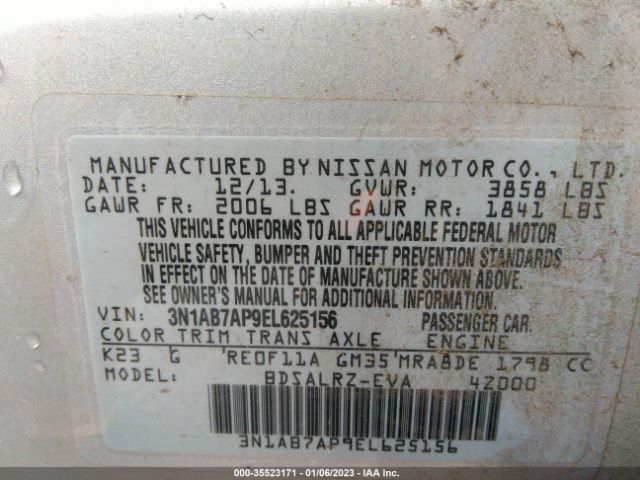 MANUFACTURED BY NISSAN MOTOR CO., LTD.
DATE: 12/13. GVWR: 3858 LBS
GAWR FR: 2006 LBS GAWR RR: 1841 LBS
THIS VEHICLE CONFORMS TO ALL APPLICABLE FEDERAL MOTOR
VEHICLE SAFETY, BUMPER AND THEFT PREVENTION STANDARDS
IN EFFECT ON THE DATE OF MANUFACTURE SHOWN ABOVE.
SEE OWNER'S MANUAL FOR ADDITIONAL INFORMATION.
VIN: 3N1AB7AP9EL625156 PASSENGER CAR.
COLOR TRIM TRANS AXLE ENGINE
K23 G RE0F11A GM35 MRA8DE 1798 CC
MODEL: BDSALRZ-EVA 42000
3N1AB7AP9EL625156
000-35523171 - 01/06/2023 - IAA Inc.